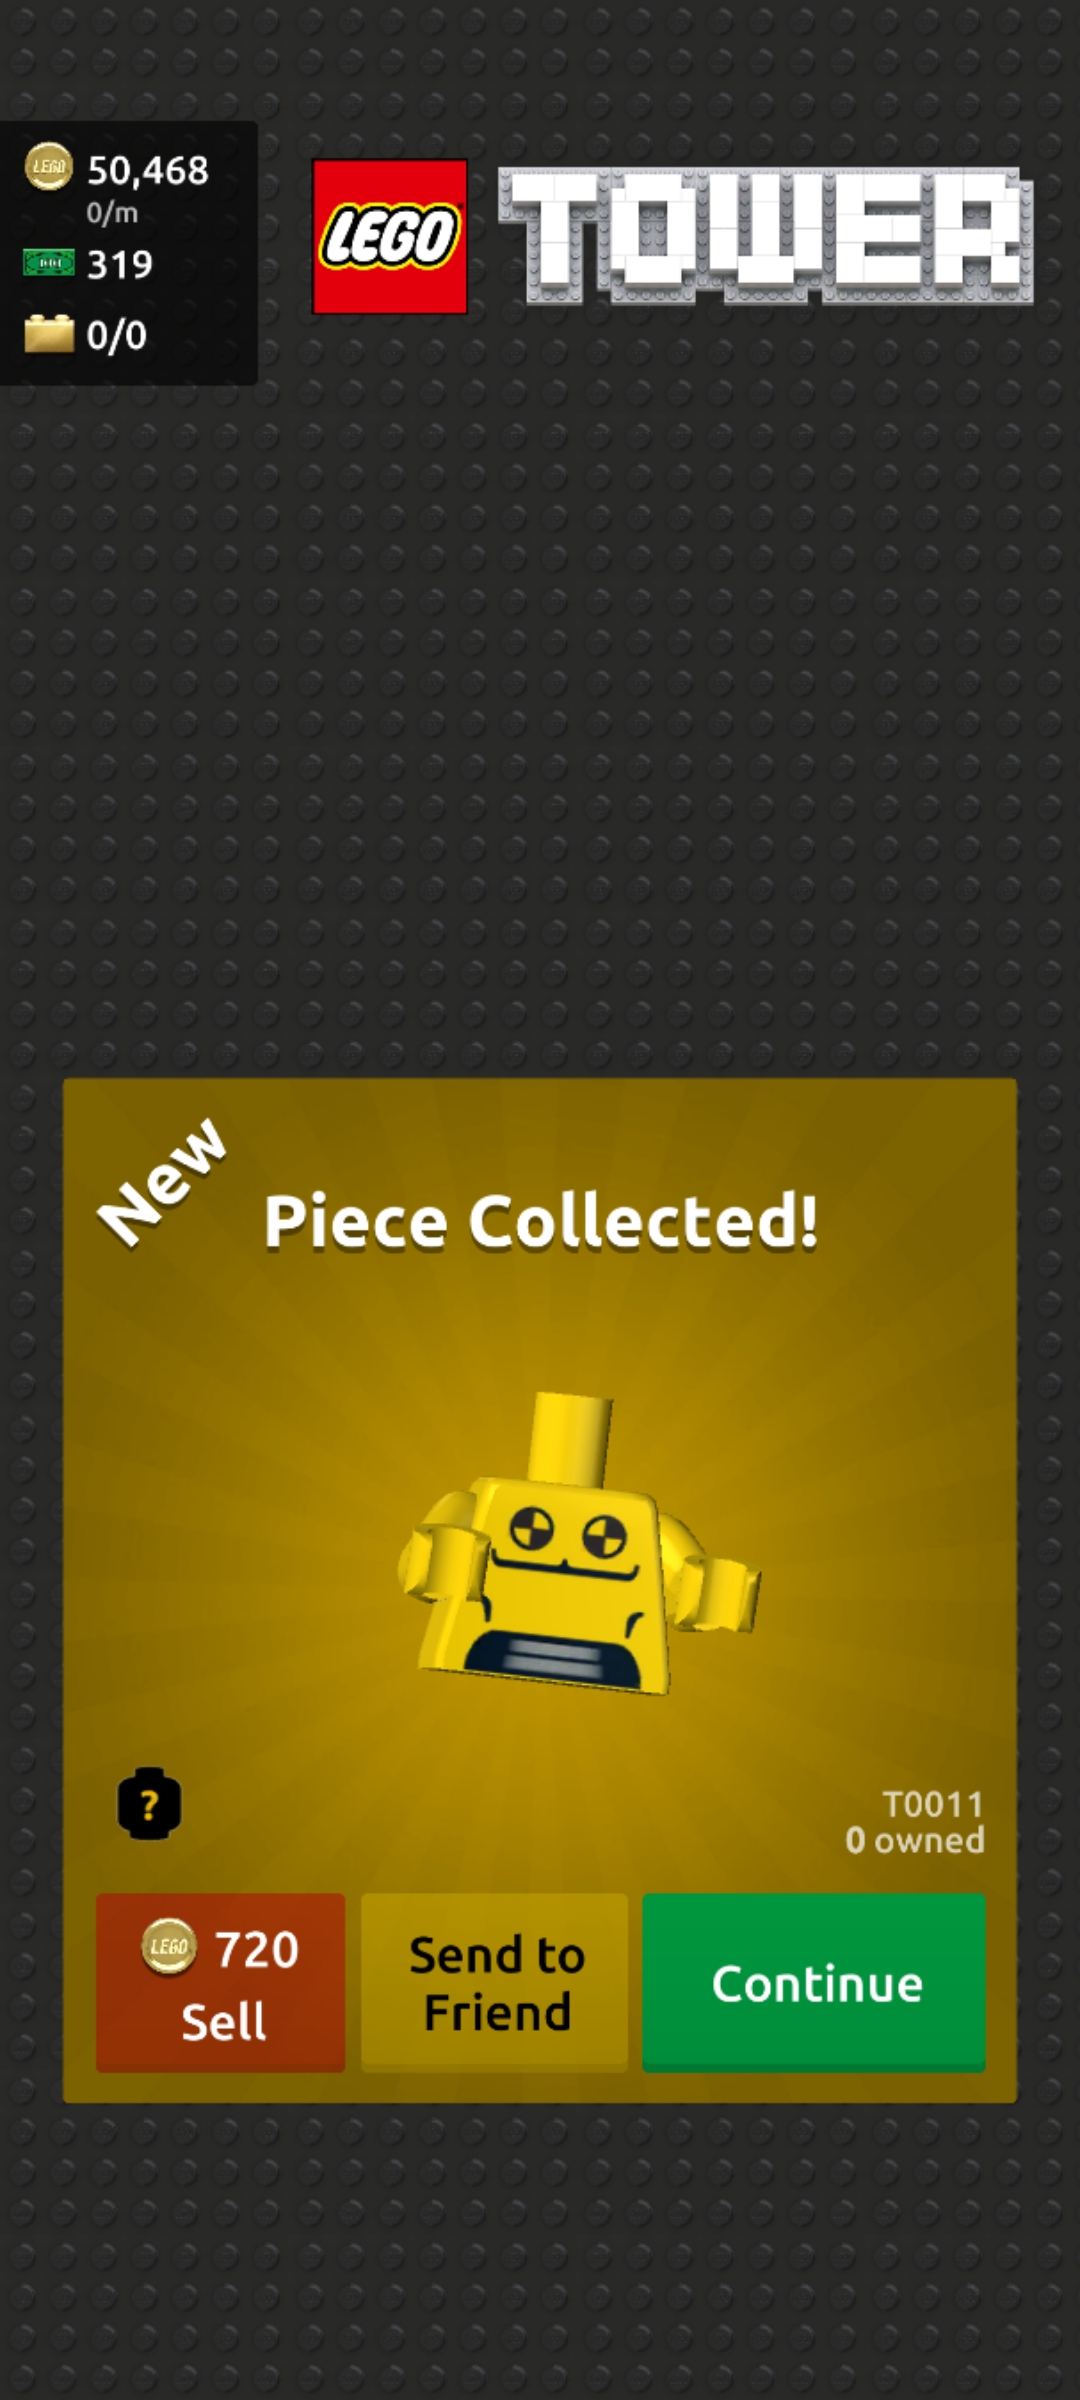 LEGO
50,468
0/m
319
0/0
LEGO
TOWER
New
Piece Collected!
?
T0011
0 owned
LEGO
720
Sell
Send to
Friend
Continue